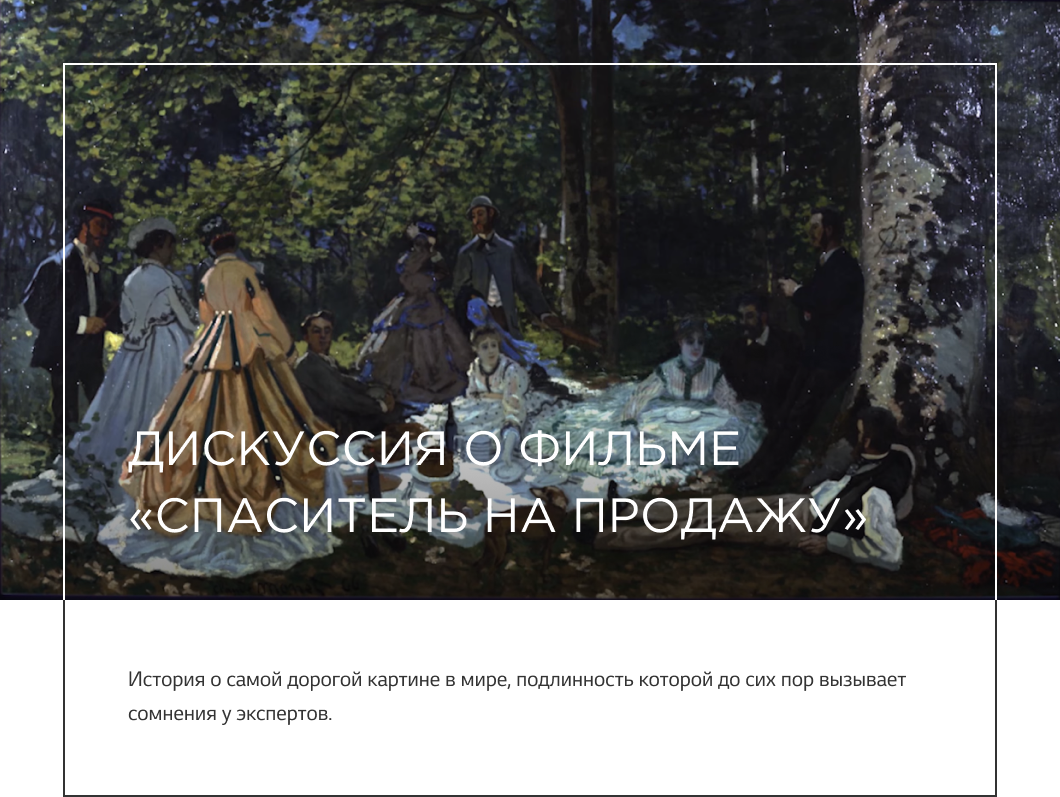 ДИСКУССИЯ О ФИЛЬМЕ
«СПАСИТЕЛЬ НА ПРОДАЖУ»
История о самой дорогой картине в мире, подлинность которой до сих пор вызывает
сомнения у экспертов.